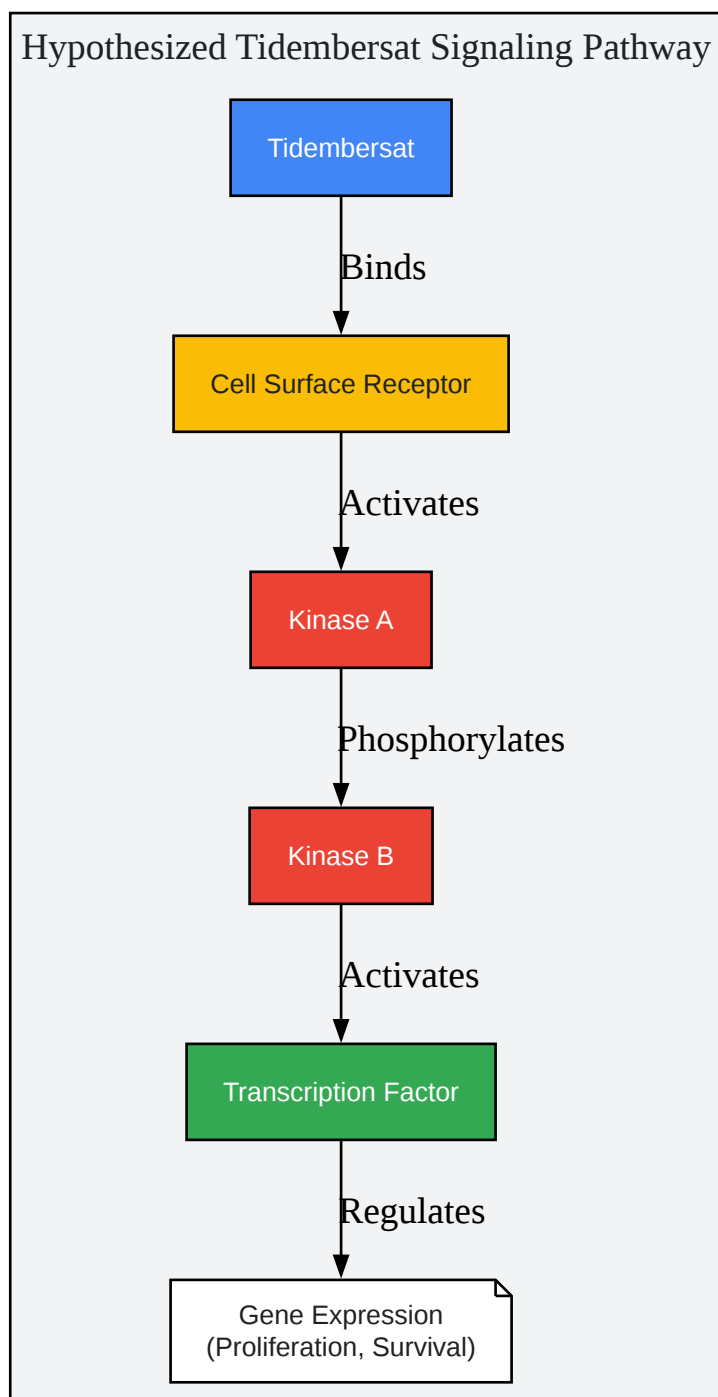 Hypothesized Tidembersat Signaling Pathway
Tidembersat
Binds
Cell Surface Receptor
Activates
Kinase A
Phosphorylates
Kinase B
Activates
Transcription Factor
Regulates
Gene Expression
(Proliferation, Survival)